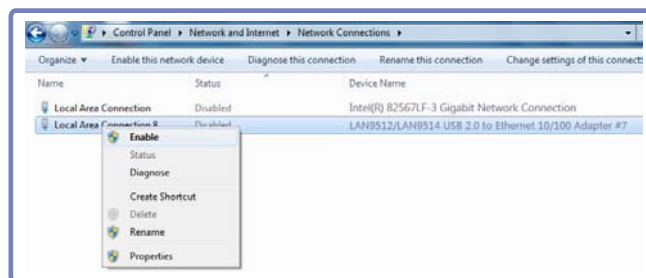 Control Panel Network and Internet Network Connections
Organize Enable this network device Diagnose this connection Rename this connection Change settings of this connect
Name Status Device Name
Local Area Connection Disabled Intel(R) 82567LF-3 Gigabit Network Connection
Local Area Connection 8 Disabled LAN9512/LAN9514 USB 2.0 to Ethernet 10/100 Adapter #7
Enable
Status
Diagnose
Create Shortcut
Delete
Rename
Properties